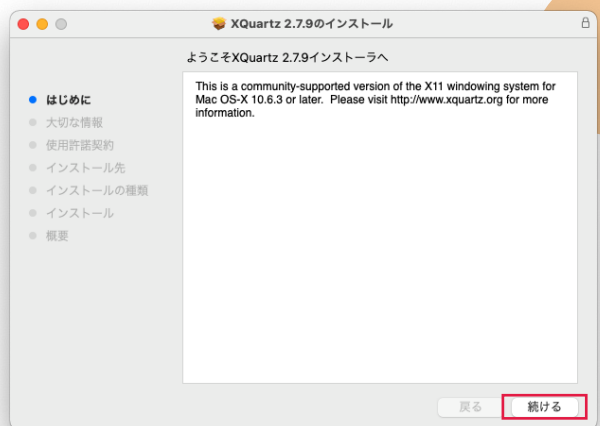 XQuartz 2.7.9のインストール
ようこそXQuartz 2.7.9インストーラへ
はじめに
大切な情報
使用許諾契約
インストール先
インストールの種類
インストール
概要
This is a community-supported version of the X11 windowing system for
Mac OS-X 10.6.3 or later.  Please visit http://www.xquartz.org for more
information.
戻る
続ける